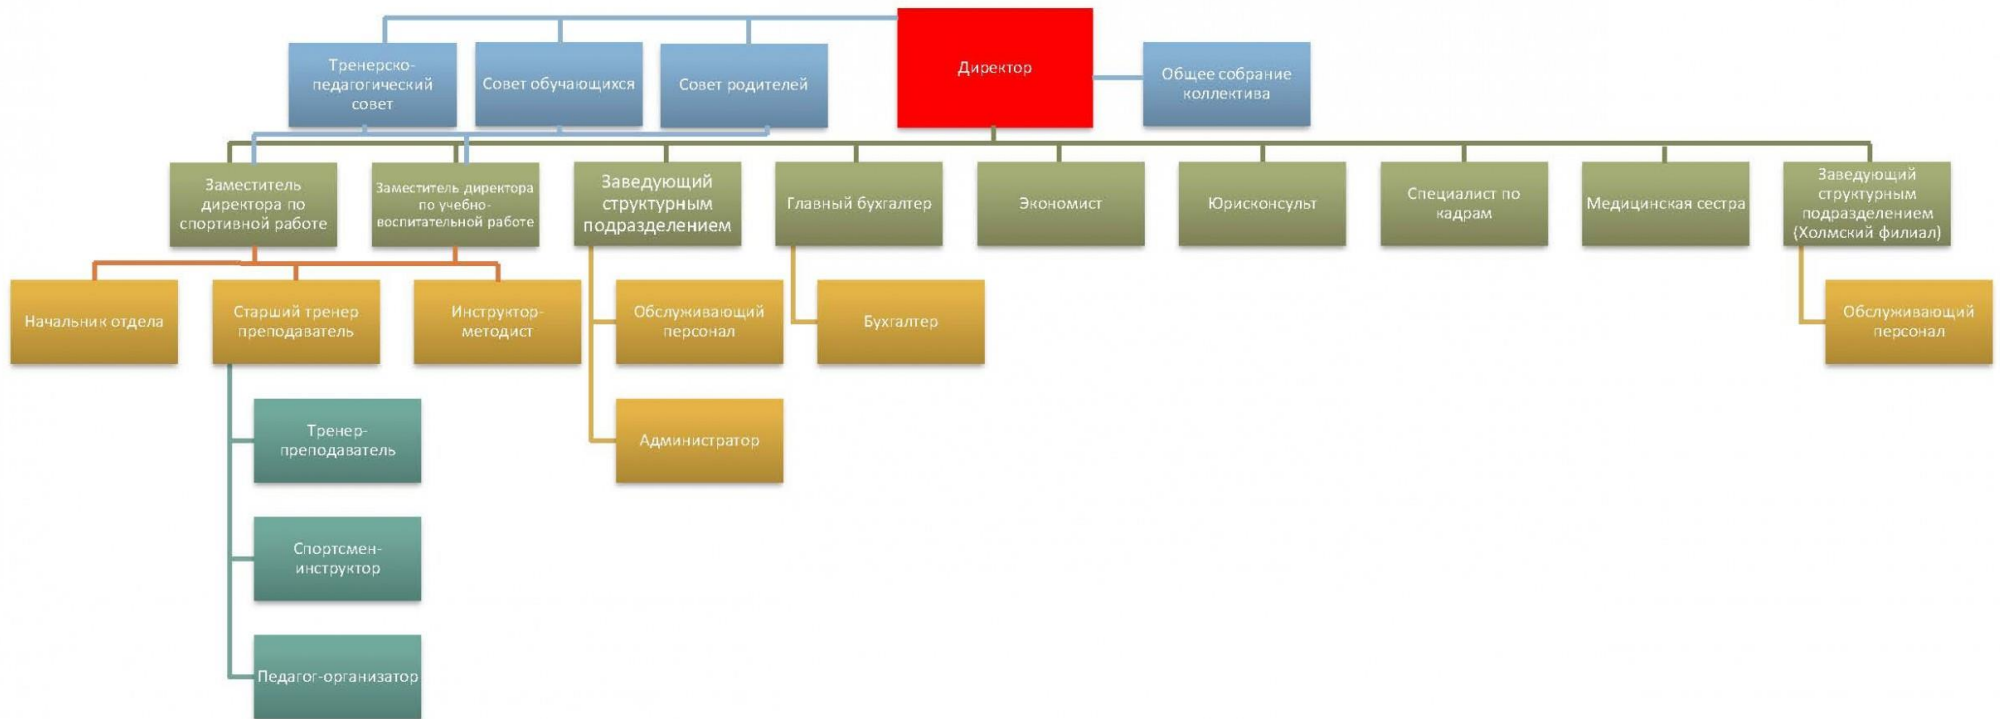 Директор
Тренерско-
педагогический
совет
Совет обучающихся
Совет родителей
Общее собрание
коллектива
Заместитель
директора по
спортивной работе
Заместитель директора
по учебно-
воспитательной работе
Заведующий
структурным
подразделением
Главный бухгалтер
Экономист
Юрисконсульт
Специалист по
кадрам
Медицинская сестра
Заведующий
структурным
подразделением
(Холмский филиал)
Начальник отдела
Старший тренер
преподаватель
Инструктор-
методист
Обслуживающий
персонал
Бухгалтер
Обслуживающий
персонал
Тренер-
преподаватель
Администратор
Спортсмен-
инструктор
Педагог-организатор